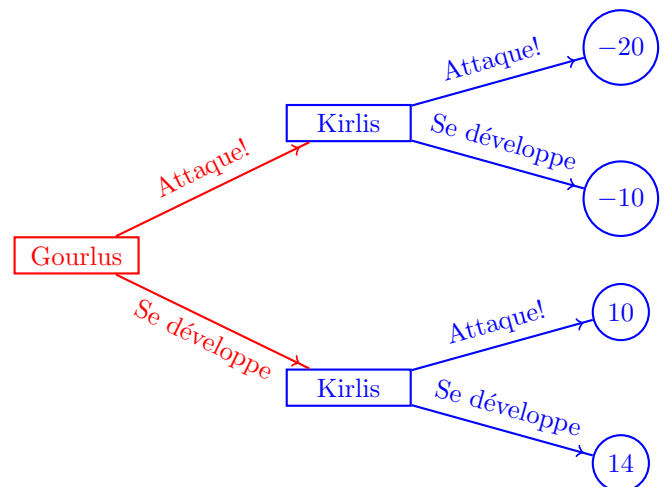 Attaque!
−20
Kirlis
Se développe
Attaque!
−10
Gourlus
Se développe
Attaque!
10
Kirlis
Se développe
14